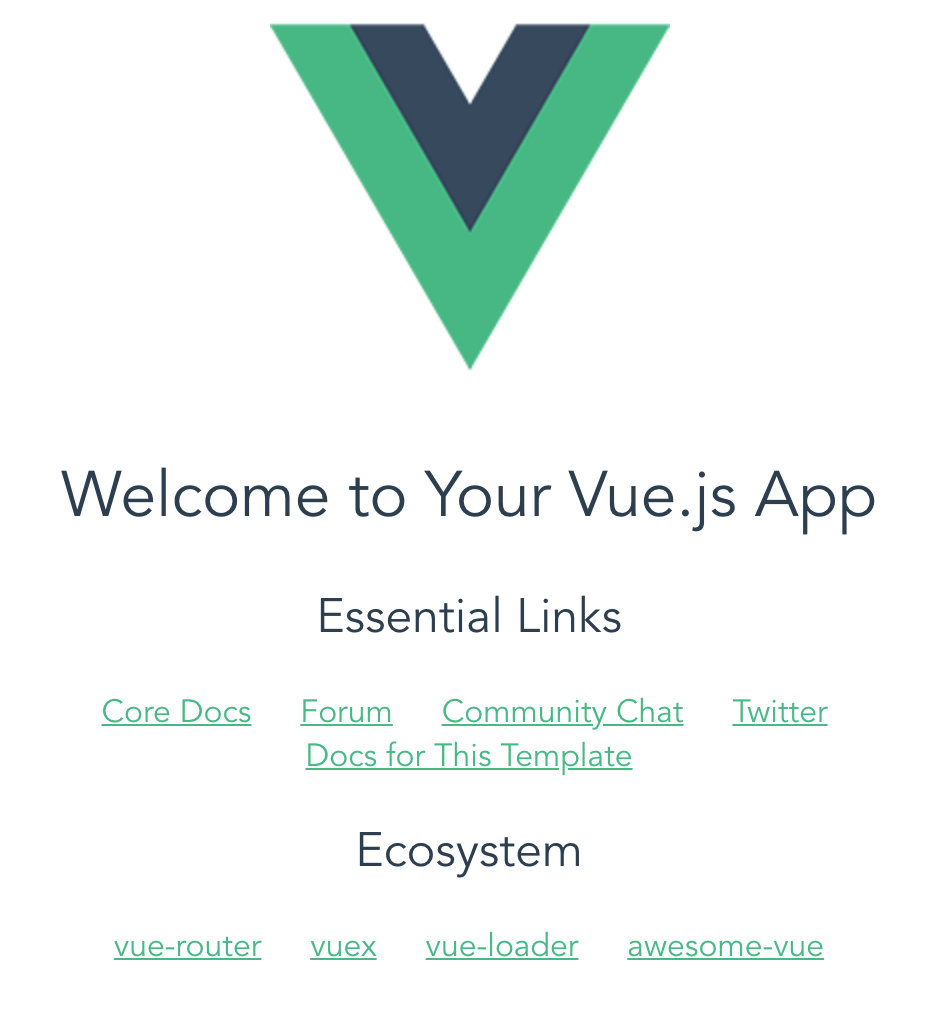 Welcome to Your Vue.js App
Essential Links
Core Docs Forum Community Chat Twitter
Docs for This Template
Ecosystem
vue-router vuex vue-loader awesome-vue